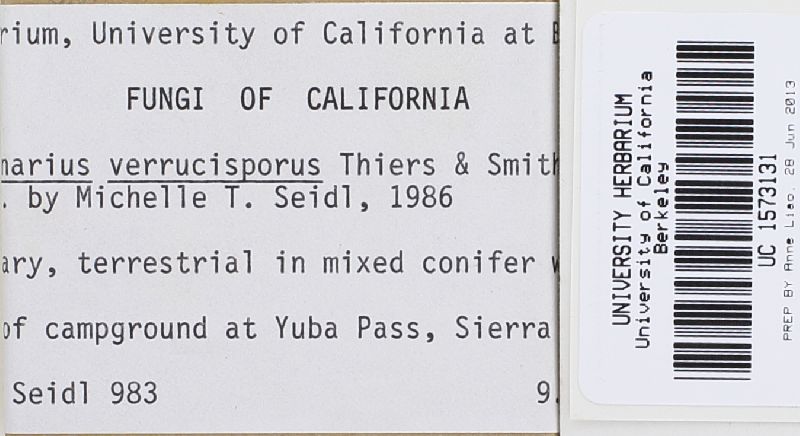 rium, University of California at B
FUNGI OF CALIFORNIA
narius verrucisporus Thiers & Smith
. by Michelle T. Seidl, 1986
ary, terrestrial in mixed conifer w
of campground at Yuba Pass, Sierra
Seidl 983 9.
UNIVERSITY HERBARIUM
University of California
Berkeley
UC 1573131
PREP BY Anne Liao, 28 Jun 2013